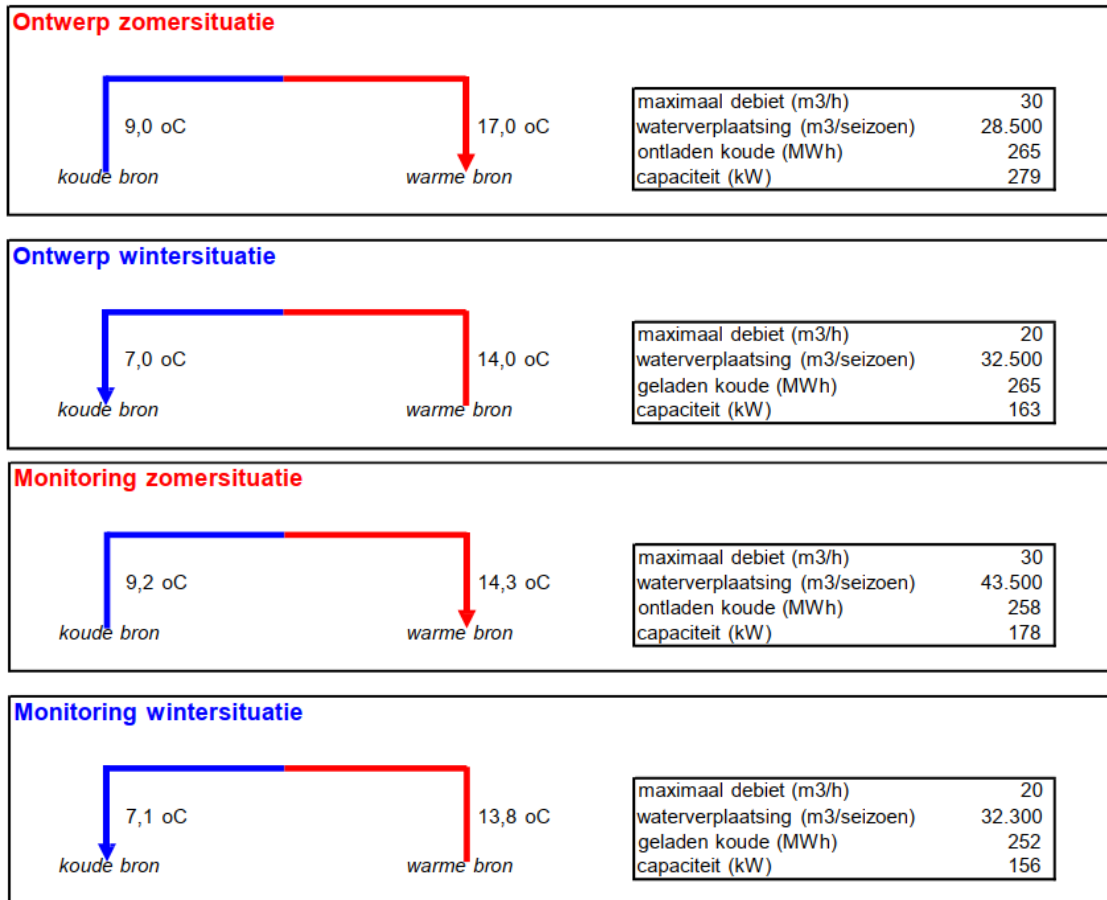 Ontwerp zomersituatie
9,0 oC 17,0 oC
koude bron warme bron
maximaal debiet (m3/h) 30
waterverplaatsing (m3/seizoen) 28.500
ontladen koude (MWh) 265
capaciteit (kW) 279
Ontwerp wintersituatie
7,0 oC 14,0 oC
koude bron warme bron
maximaal debiet (m3/h) 20
waterverplaatsing (m3/seizoen) 32.500
geladen koude (MWh) 265
capaciteit (kW) 163
Monitoring zomersituatie
9,2 oC 14,3 oC
koude bron warme bron
maximaal debiet (m3/h) 30
waterverplaatsing (m3/seizoen) 43.500
ontladen koude (MWh) 258
capaciteit (kW) 178
Monitoring wintersituatie
7,1 oC 13,8 oC
koude bron warme bron
maximaal debiet (m3/h) 20
waterverplaatsing (m3/seizoen) 32.300
geladen koude (MWh) 252
capaciteit (kW) 156